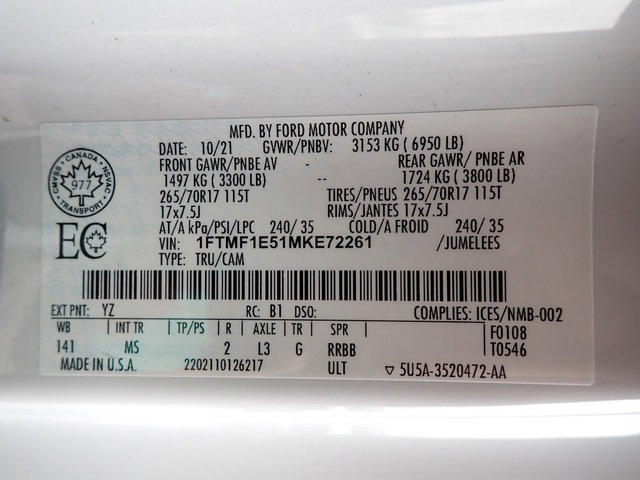 MFD. BY FORD MOTOR COMPANY
DATE: 10/21 GVWR/PNBV: 3153 KG ( 6950 LB)
FRONT GAWR/PNBE AV - REAR GAWR/ PNBE AR
1497 KG ( 3300 LB) -- 1724 KG ( 3800 LB)
265/70R17 115T TIRES/PNEUS 265/70R17 115T
17x7.5J RIMS/JANTES 17x7.5J
AT/A kPa/PSI/LPC 240/ 35 COLD/A FROID 240/ 35
VIN: 1FTMF1E51MKE72261 /JUMELEES
TYPE: TRU/CAM
CMVSS CANADA NSVAC
977
TRANSPORT
EC
EXT PNT: YZ RC: B1 DSO: COMPLIES: ICES/NMB-002
WB INT TR TP/PS R AXLE TR SPR F0108
141 MS 2 L3 G RRBB T0546
MADE IN U.S.A. 2202110126217 ULT ▽ 5U5A-3520472-AA